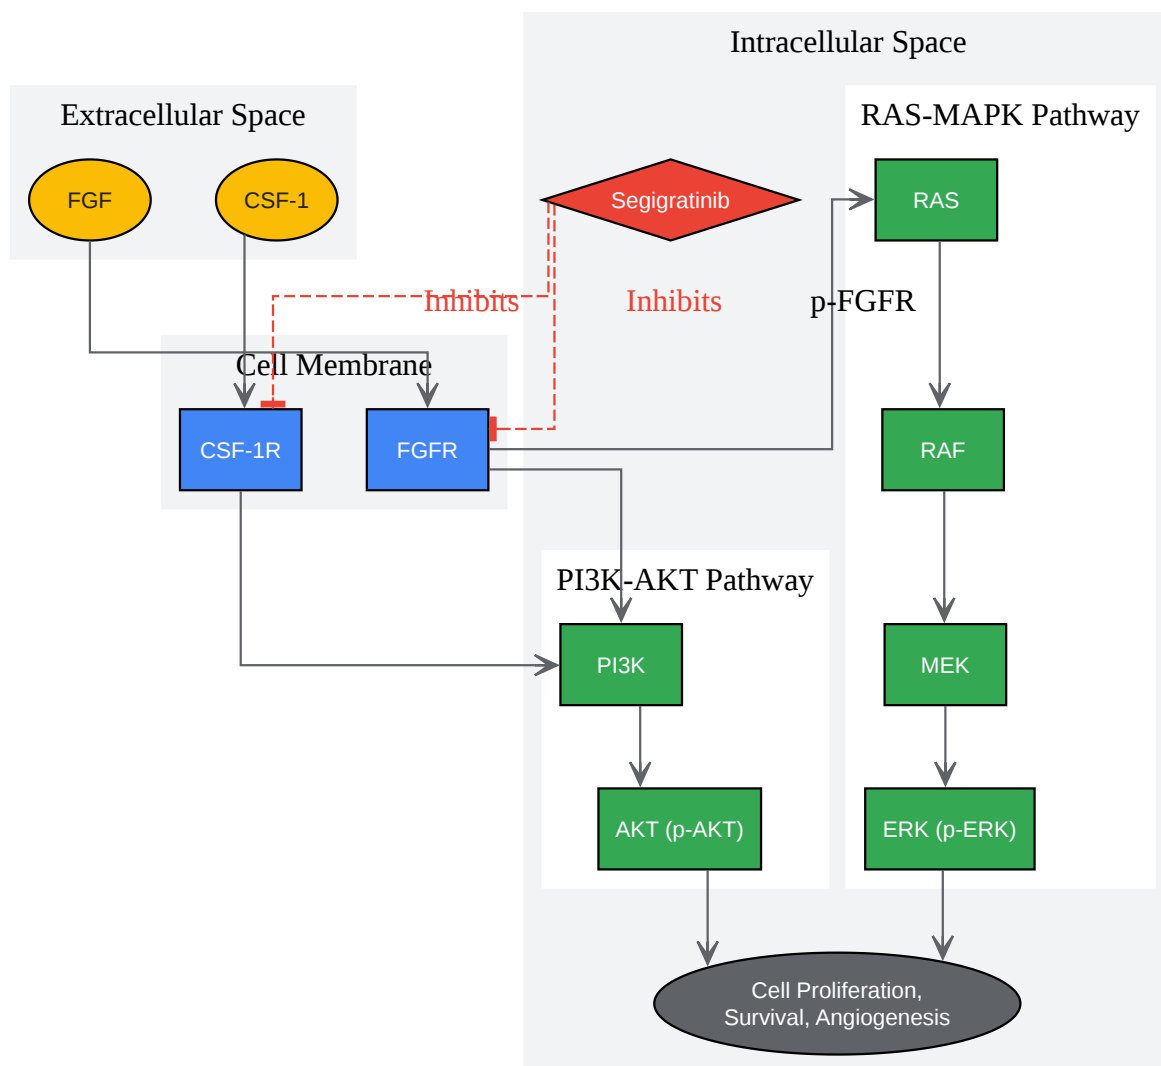 Intracellular Space
Extracellular Space
RAS-MAPK Pathway
FGF
CSF-1
Segigratinib
RAS
Inhibits
Inhibits
p-FGFR
Cell Membrane
CSF-1R
FGFR
RAF
PI3K-AKT Pathway
PI3K
MEK
AKT (p-AKT)
ERK (p-ERK)
Cell Proliferation,
Survival, Angiogenesis